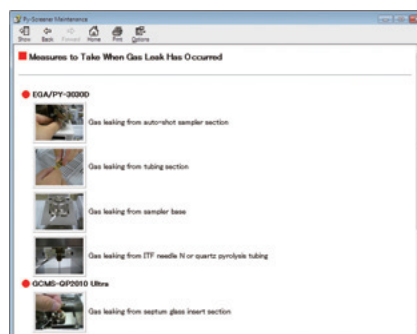 Py-Screener Maintenance
Show Back Forward Home Print Options
Measures to Take When Gas Leak Has Occurred
EGA/PY-3030D
Gas leaking from auto-shot sampler section
Gas leaking from tubing section
Gas leaking from sampler base
Gas leaking from ITF needle N or quartz pyrolysis tubing
GCMS-QP2010 Ultra
Gas leaking from septum glass insert section